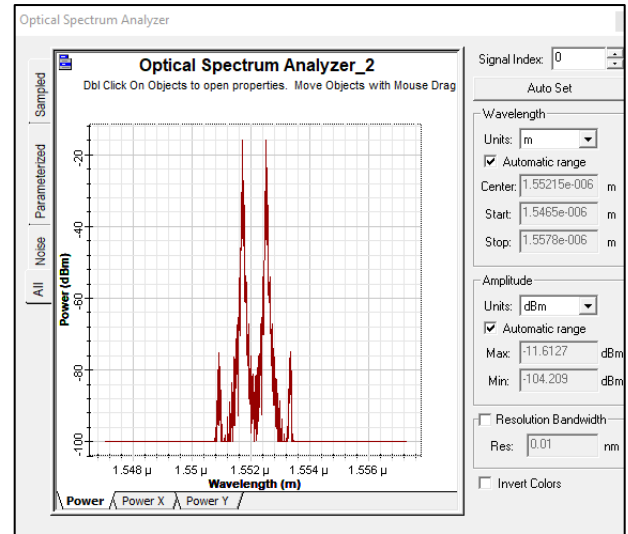 Optical Spectrum Analyzer
Sampled
Parameterized
Noise
All
Optical Spectrum Analyzer_2
Dbl Click On Objects to open properties. Move Objects with Mouse Drag
Power (dBm)
-20
-40
-60
-80
-100
1.548 µ 1.55 µ 1.552 µ 1.554 µ 1.556 µ
Wavelength (m)
Power Power X Power Y
Signal Index: 0
Auto Set
Wavelength
Units: m
Automatic range
Center: 1.55215e-006 m
Start: 1.5465e-006 m
Stop: 1.5578e-006 m
Amplitude
Units: dBm
Automatic range
Max: -11.6127 dBm
Min: -104.209 dBm
Resolution Bandwidth
Res: 0.01 nm
Invert Colors